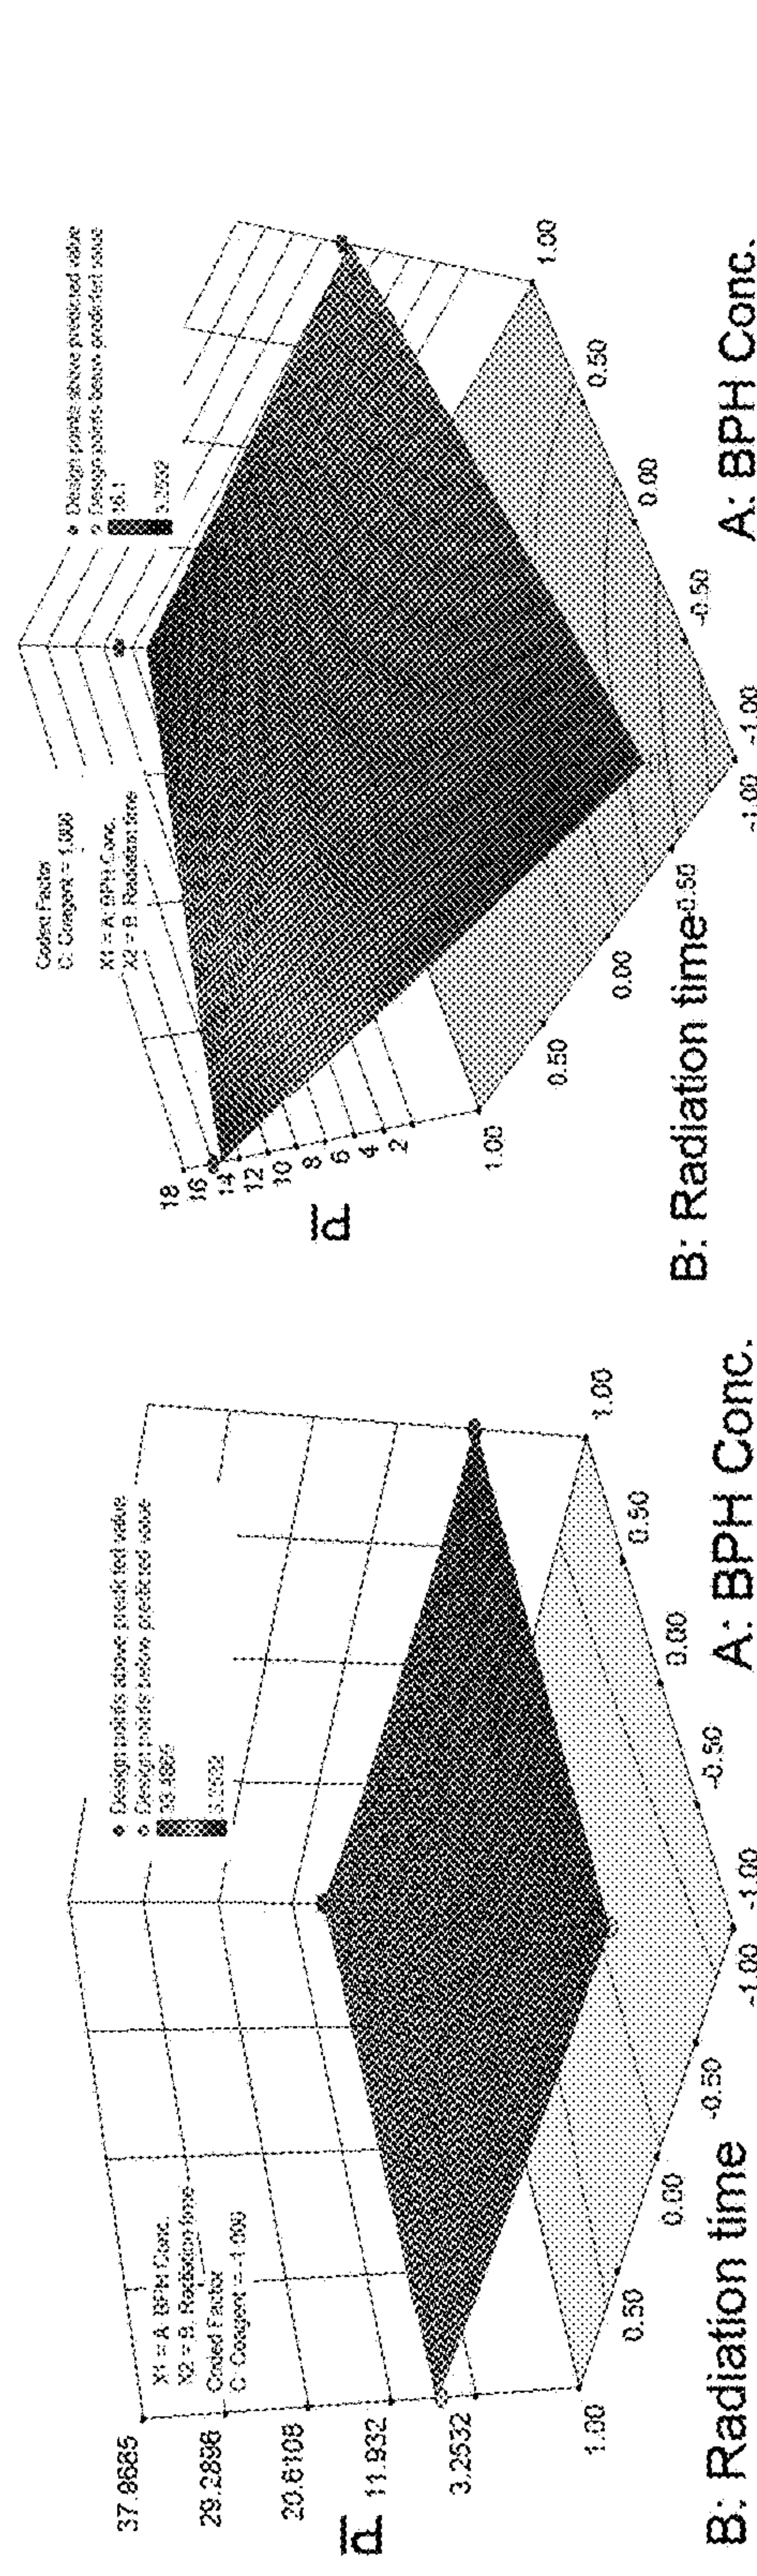 X1 = A: BPH Conc.
X2 = B: Radiation time
Coded Factor
C: Coagent = -1.000
Design points above predicted value
Design points below predicted value
3.2532
37.9685
29.2896
20.6108
11.932
3.2532
d
1.00
0.50
0.00
-0.50
-1.00
-1.00
-0.50
0.00
0.50
1.00
B: Radiation time
A: BPH Conc.
Coded Factor
C: Coagent = 1.000
X1 = A: BPH Conc.
X2 = B: Radiation time
Design points above predicted value
Design points below predicted value
16.1
3.2532
18
16
14
12
10
8
6
4
2
d
1.00
0.50
0.00
-0.50
-1.00
-1.00
-0.50
0.00
0.50
1.00
B: Radiation time
A: BPH Conc.